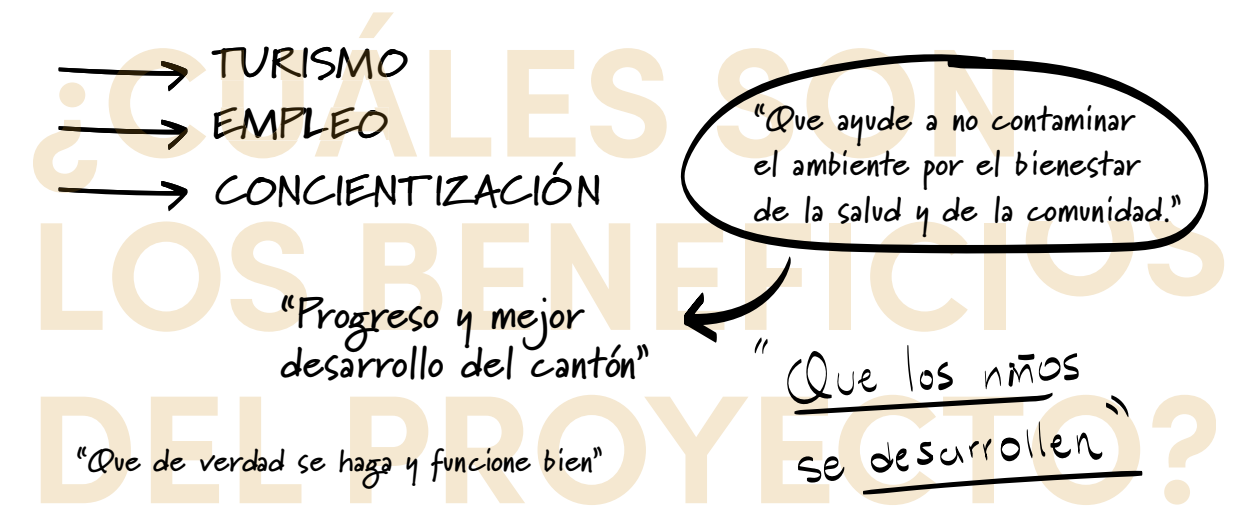 ¿CUÁLES SON
LOS BENEFICIOS
DEL PROYECTO?
TURISMO
EMPLEO
CONCIENTIZACIÓN
"Que ayude a no contaminar
el ambiente por el bienestar
de la salud y de la comunidad."
"Progreso y mejor
desarrollo del cantón"
"Que los niños
se desarrollen"
"Que de verdad se haga y funcione bien"